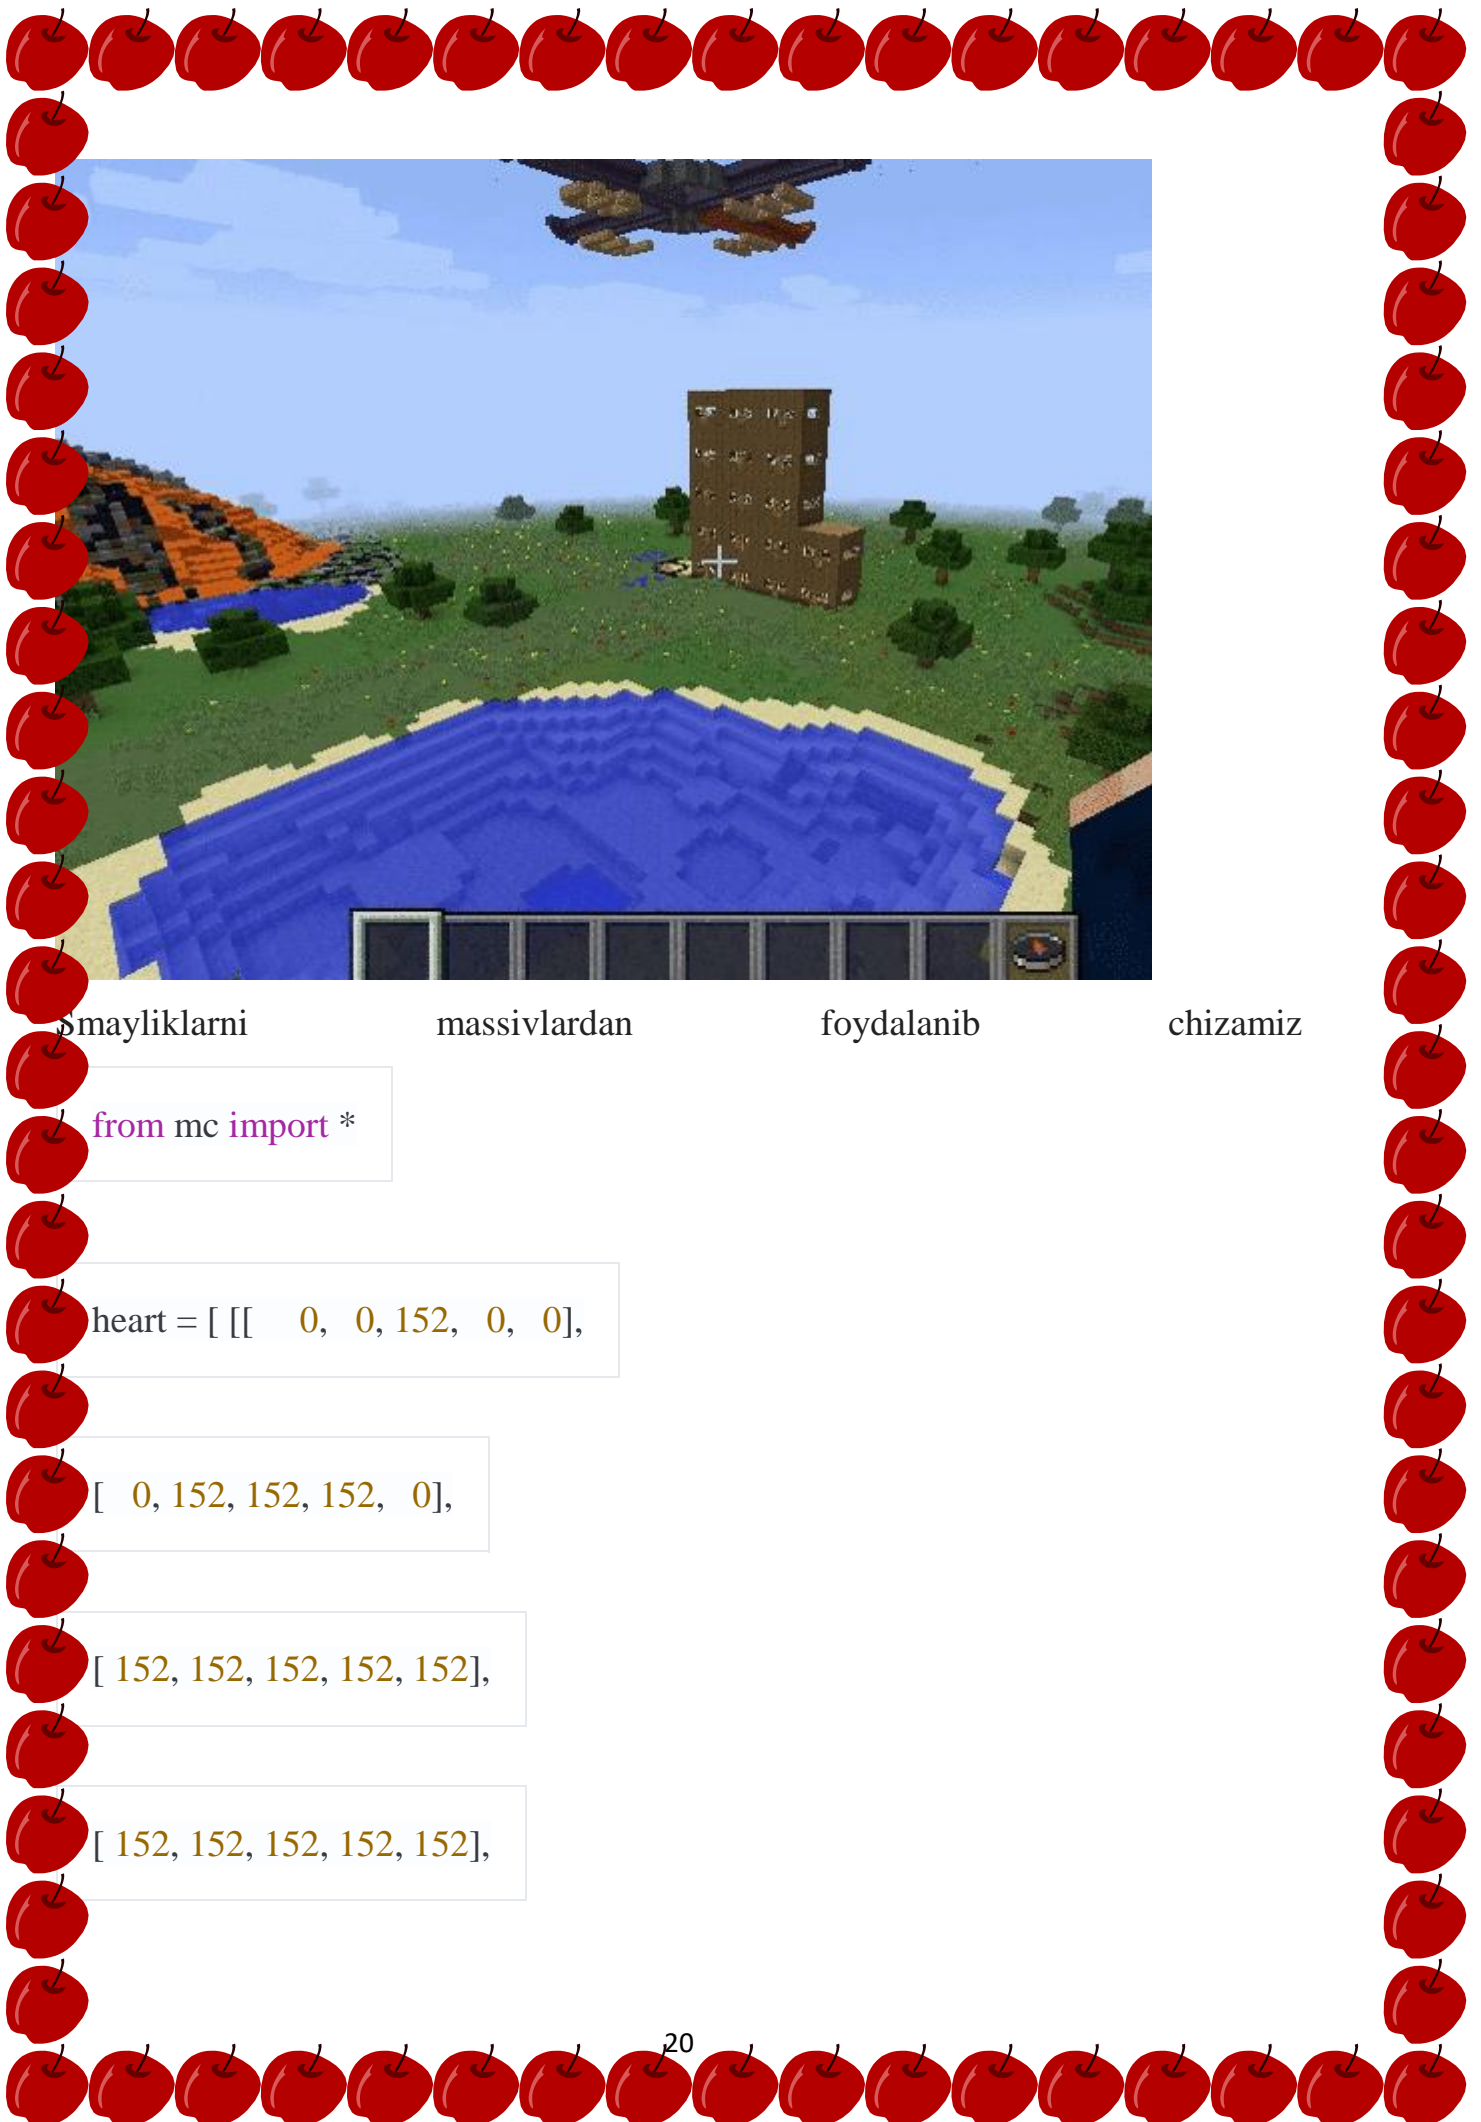 Smayliklarni massivlardan foydalanib chizamiz
from mc import *
heart = [ [[ 0, 0, 152, 0, 0],
[ 0, 152, 152, 152, 0],
[ 152, 152, 152, 152, 152],
[ 152, 152, 152, 152, 152],
20